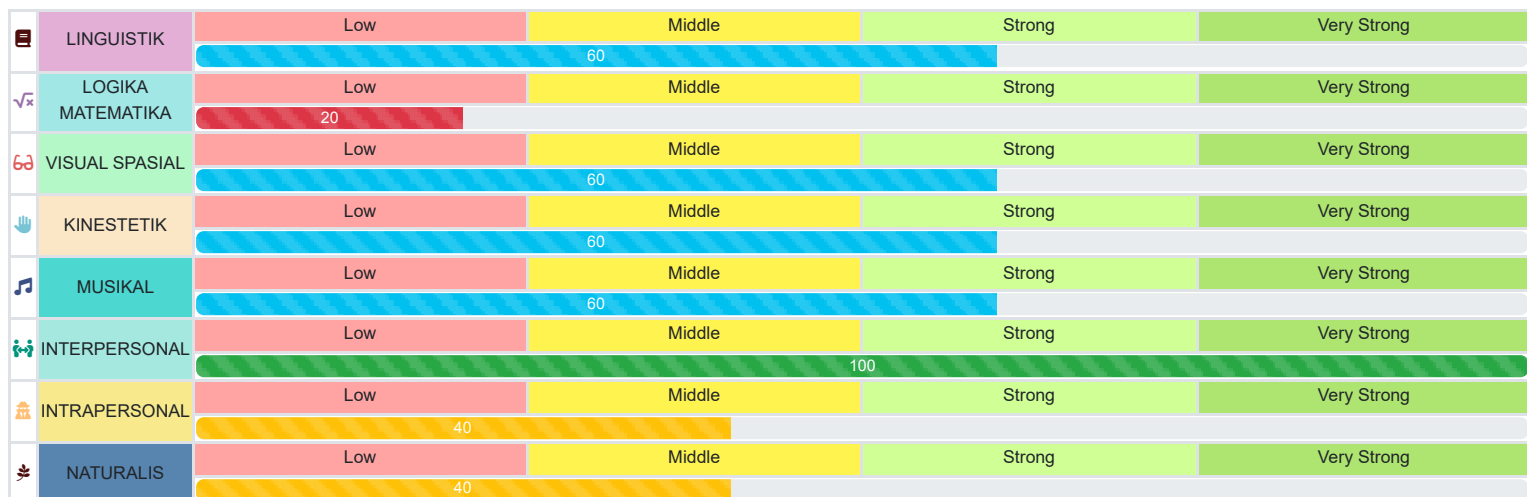 Low Middle Strong Very Strong
LINGUISTIK
60
Low Middle Strong Very Strong
LOGIKA
MATEMATIKA
20
Low Middle Strong Very Strong
VISUAL SPASIAL
60
Low Middle Strong Very Strong
KINESTETIK
60
Low Middle Strong Very Strong
MUSIKAL
60
Low Middle Strong Very Strong
INTERPERSONAL
100
Low Middle Strong Very Strong
INTRAPERSONAL
40
Low Middle Strong Very Strong
NATURALIS
40